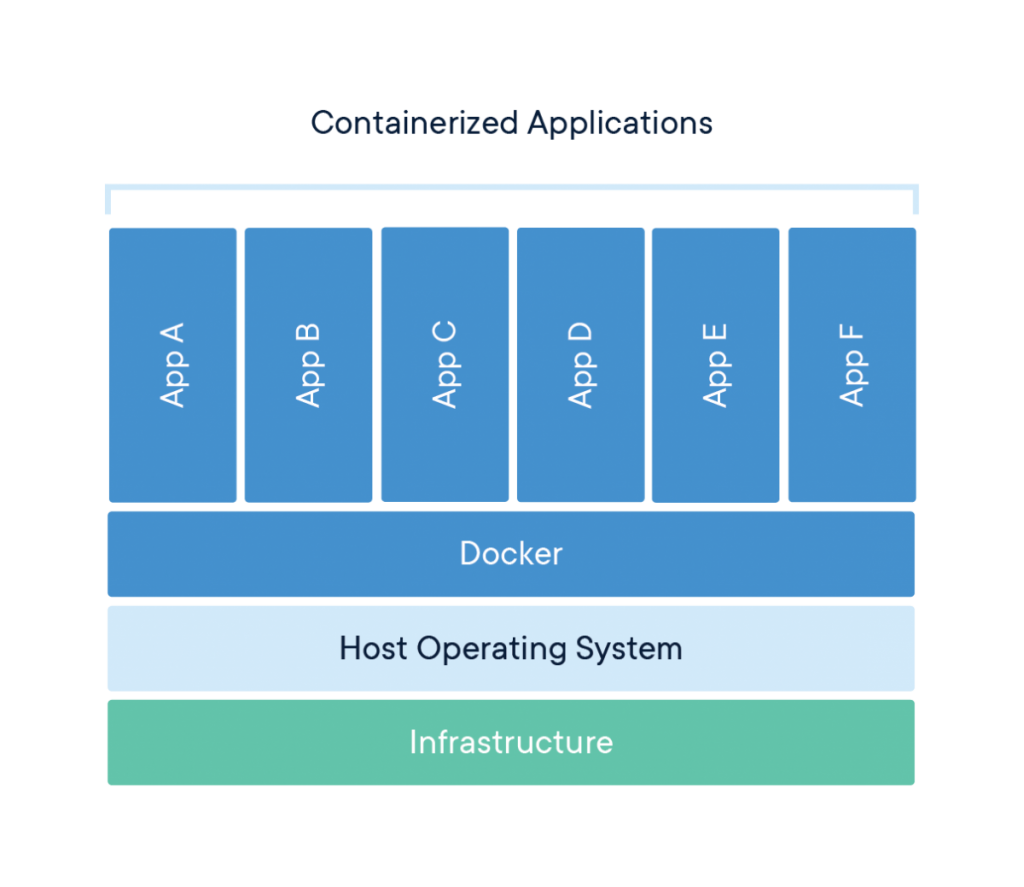 Containerized Applications
App A
App B
App C
App D
App E
App F
Docker
Host Operating System
Infrastructure